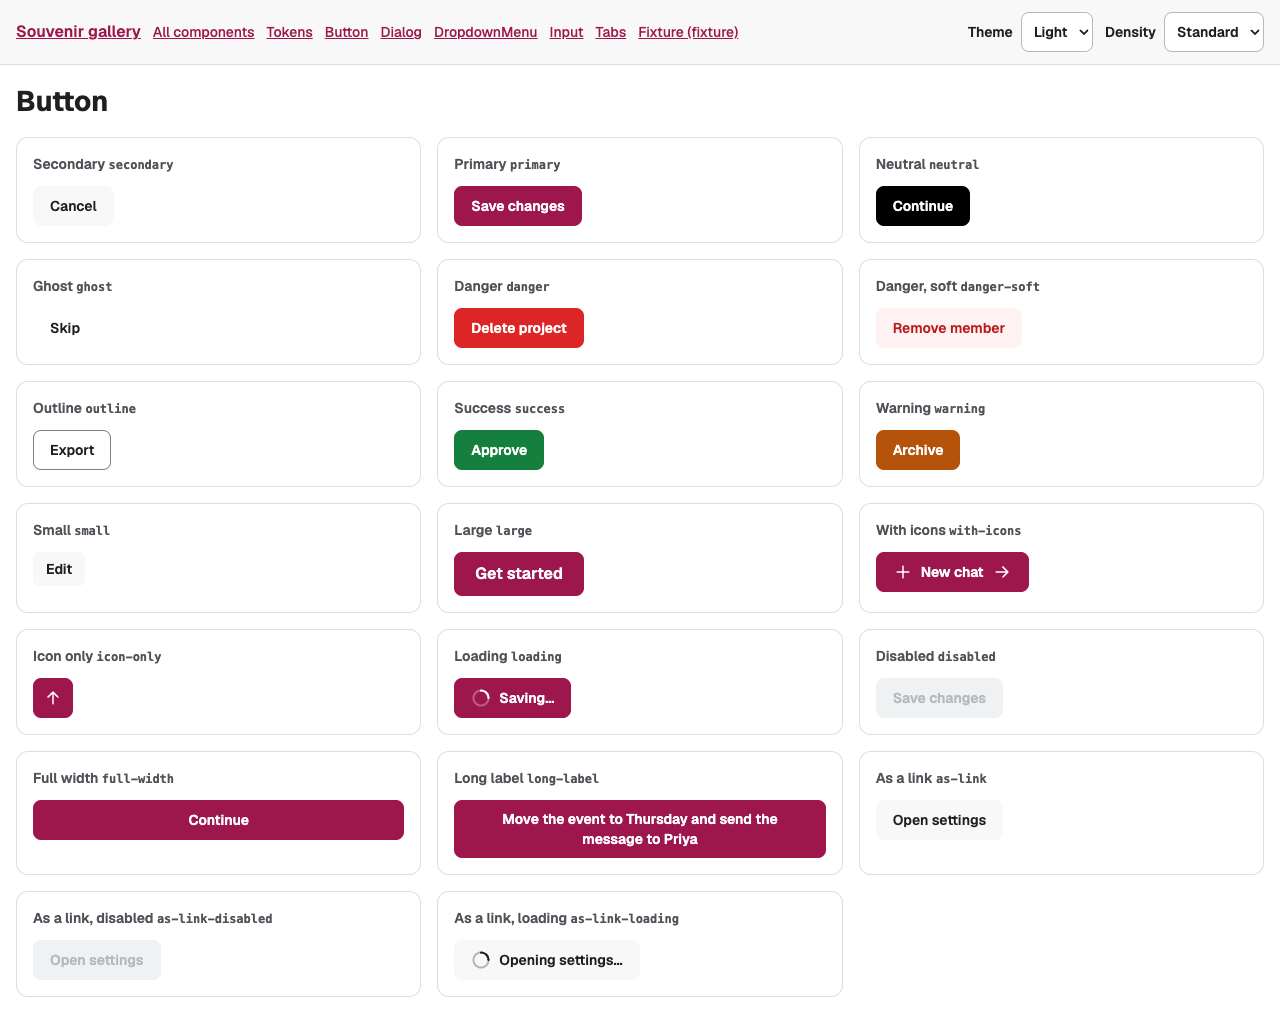 Souvenir gallery All components Tokens Button Dialog DropdownMenu Input Tabs Fixture (fixture) Theme Light Density Standard
Button
Secondary secondary
Cancel
Primary primary
Save changes
Neutral neutral
Continue
Ghost ghost
Skip
Danger danger
Delete project
Danger, soft danger-soft
Remove member
Outline outline
Export
Success success
Approve
Warning warning
Archive
Small small
Edit
Large large
Get started
With icons with-icons
New chat
Icon only icon-only
Loading loading
Saving…
Disabled disabled
Save changes
Full width full-width
Continue
Long label long-label
Move the event to Thursday and send the
message to Priya
As a link as-link
Open settings
As a link, disabled as-link-disabled
Open settings
As a link, loading as-link-loading
Opening settings…